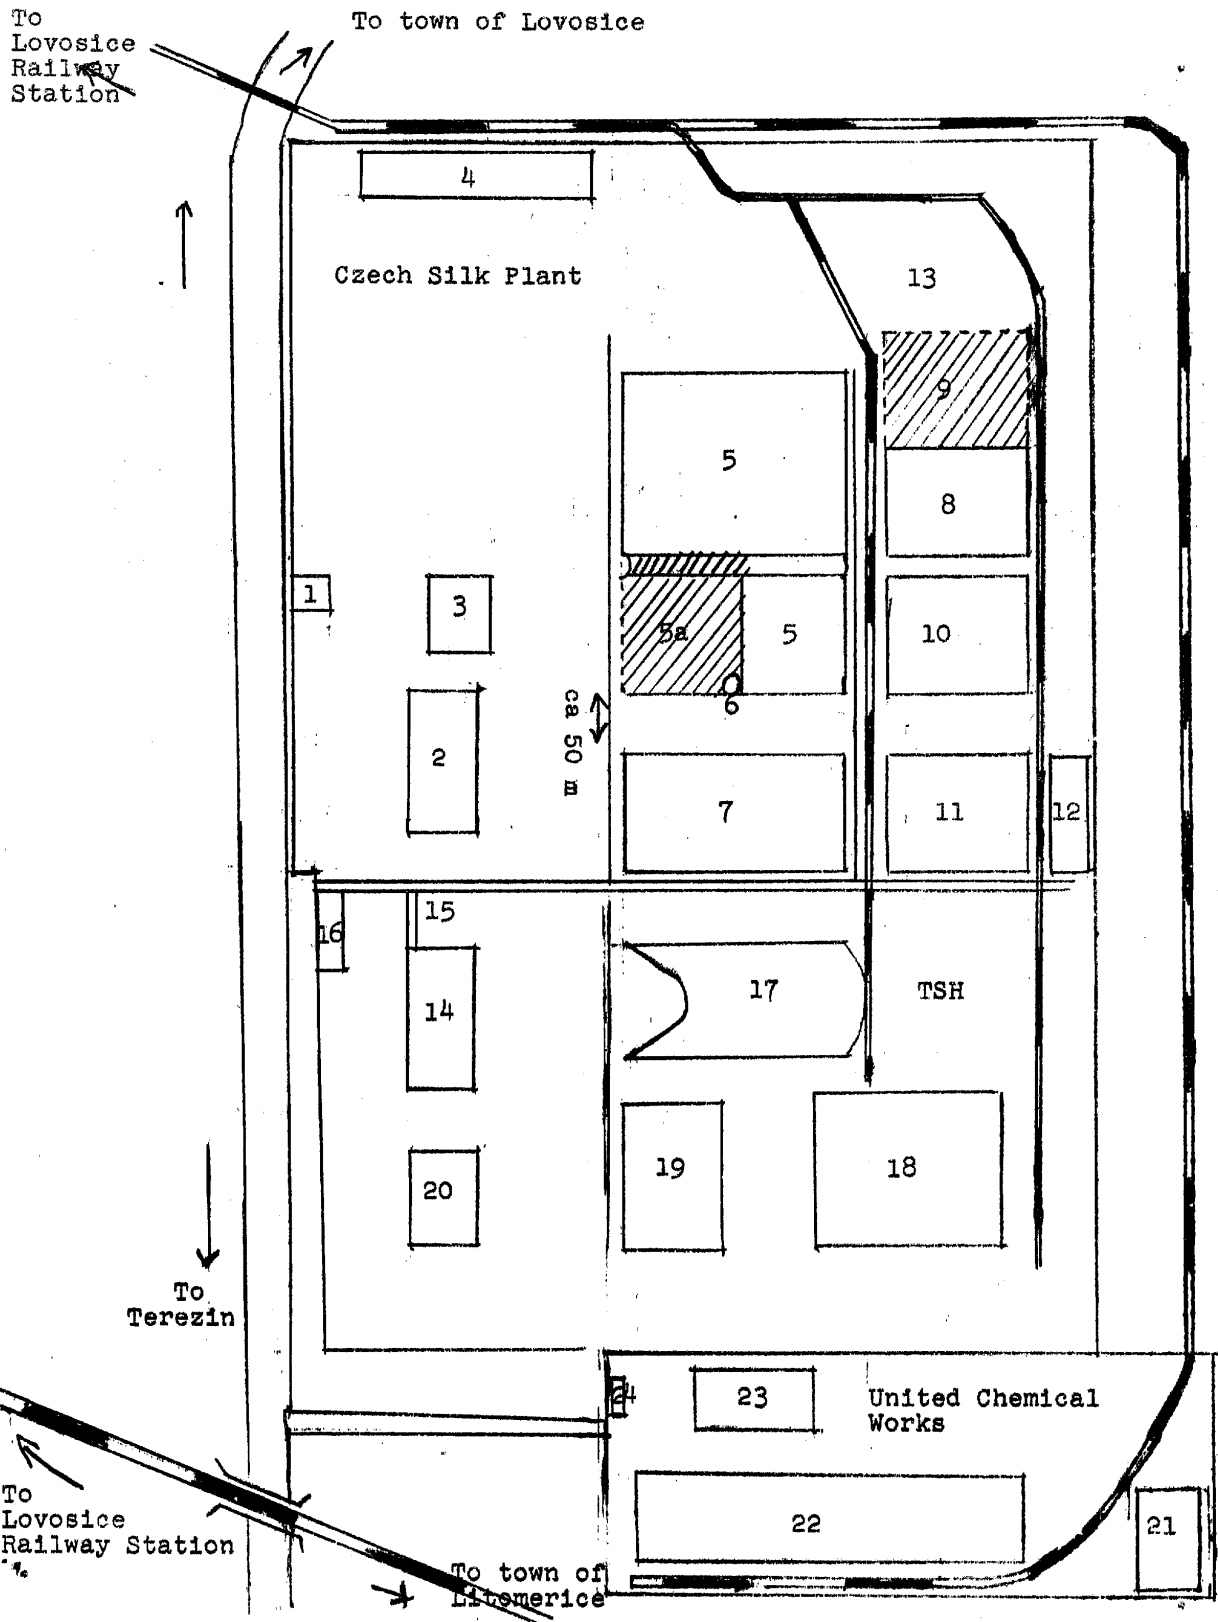 To
Lovosice
Railway
Station
To town of Lovosice
4
Czech Silk Plant
13
9
5
8
1
3
5a
5
10
6
ca 50 m
2
7
11
12
15
16
14
17
TSH
19
18
20
To
Terezin
24
23
United Chemical
Works
To
Lovosice
Railway Station
22
21
To town of
Litomerice